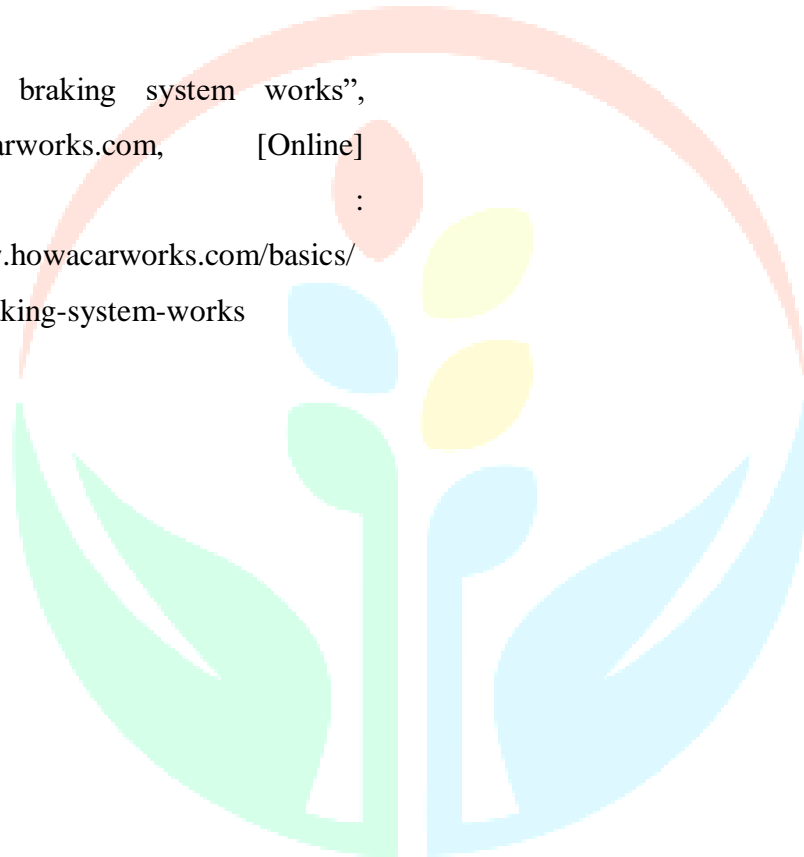 braking system works”,
arworks.com, [Online]
:
.howacarworks.com/basics/
king-system-works